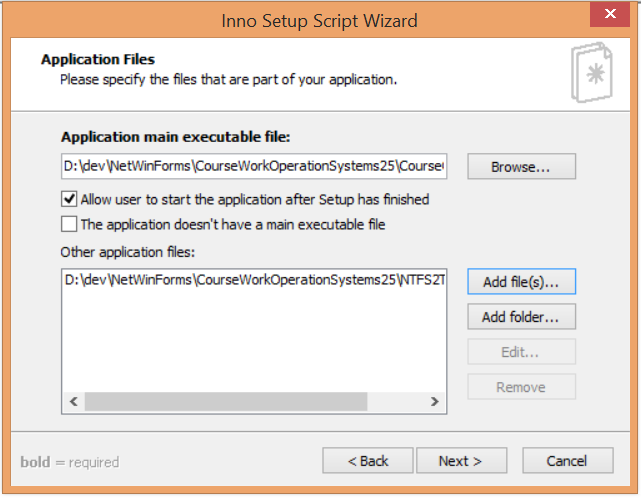 Inno Setup Script Wizard
Application Files
Please specify the files that are part of your application.
Application main executable file:
D:\dev\NetWinForms\CourseWorkOperationSystems25\Course
Browse...
Allow user to start the application after Setup has finished
The application doesn't have a main executable file
Other application files:
D:\dev\NetWinForms\CourseWorkOperationSystems25\NTFS2T
Add file(s)...
Add folder...
Edit...
Remove
bold = required
< Back
Next >
Cancel